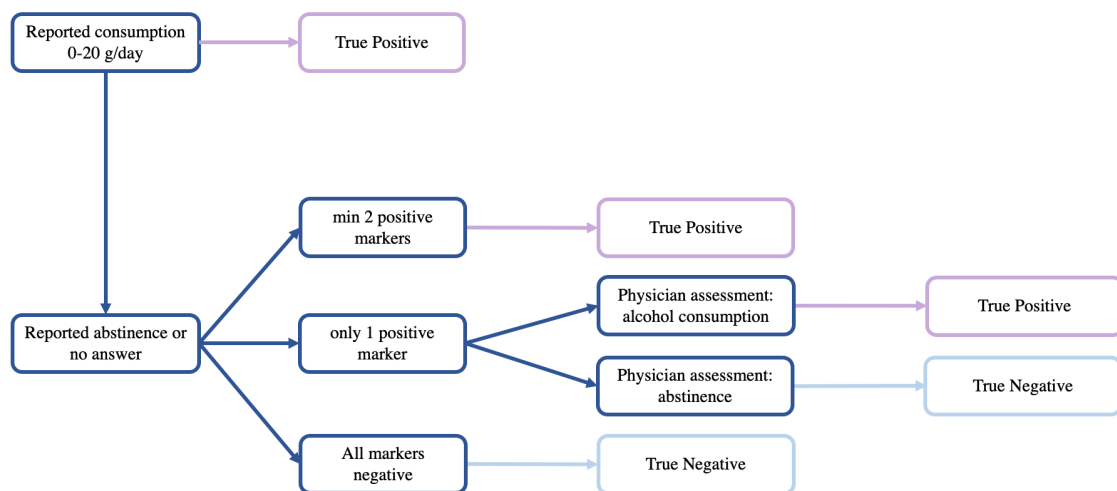 Reported consumption
0-20 g/day
True Positive
min 2 positive
markers
True Positive
Reported abstinence or
no answer
only 1 positive
marker
Physician assessment:
alcohol consumption
True Positive
Physician assessment:
abstinence
True Negative
All markers
negative
True Negative